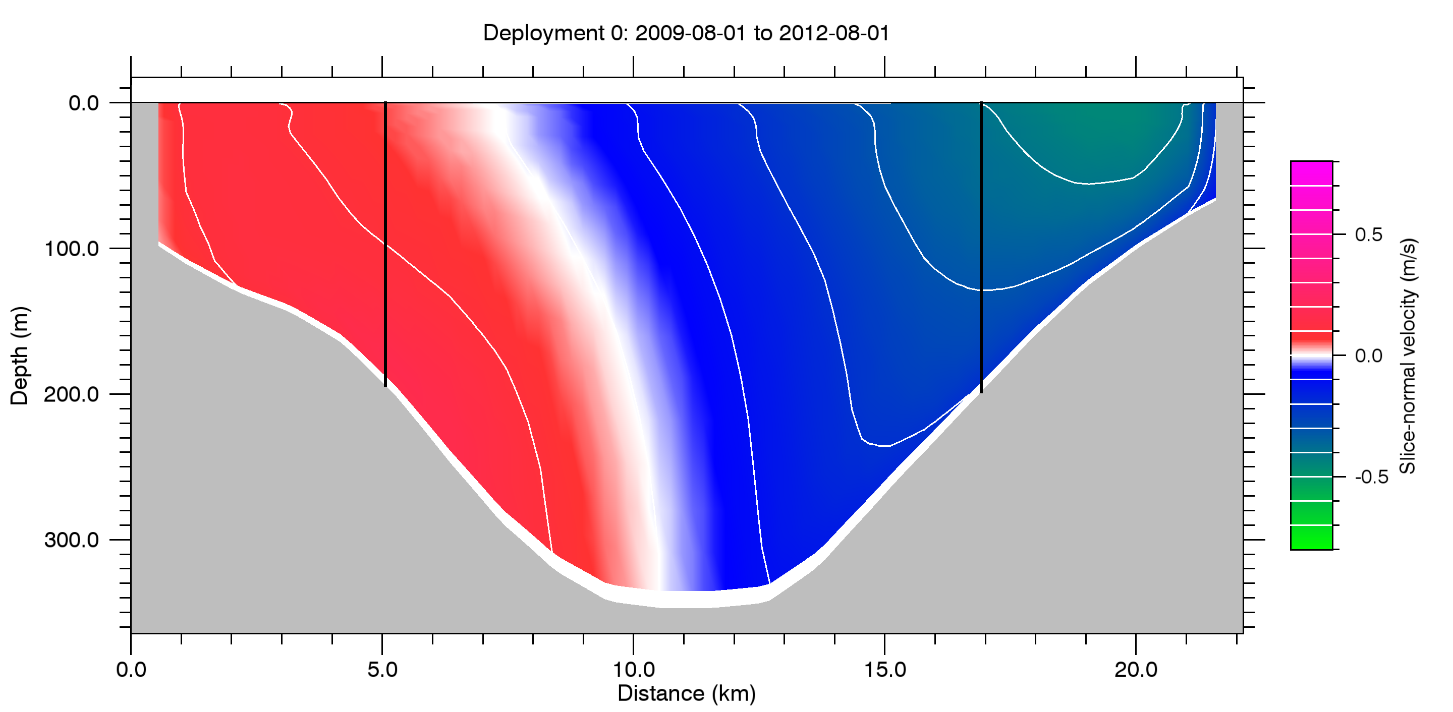 Deployment 0: 2009-08-01 to 2012-08-01
0.0
100.0
200.0
300.0
Depth (m)
0.0 5.0 10.0 15.0 20.0
Distance (km)
0.5
0.0
-0.5
Slice-normal velocity (m/s)